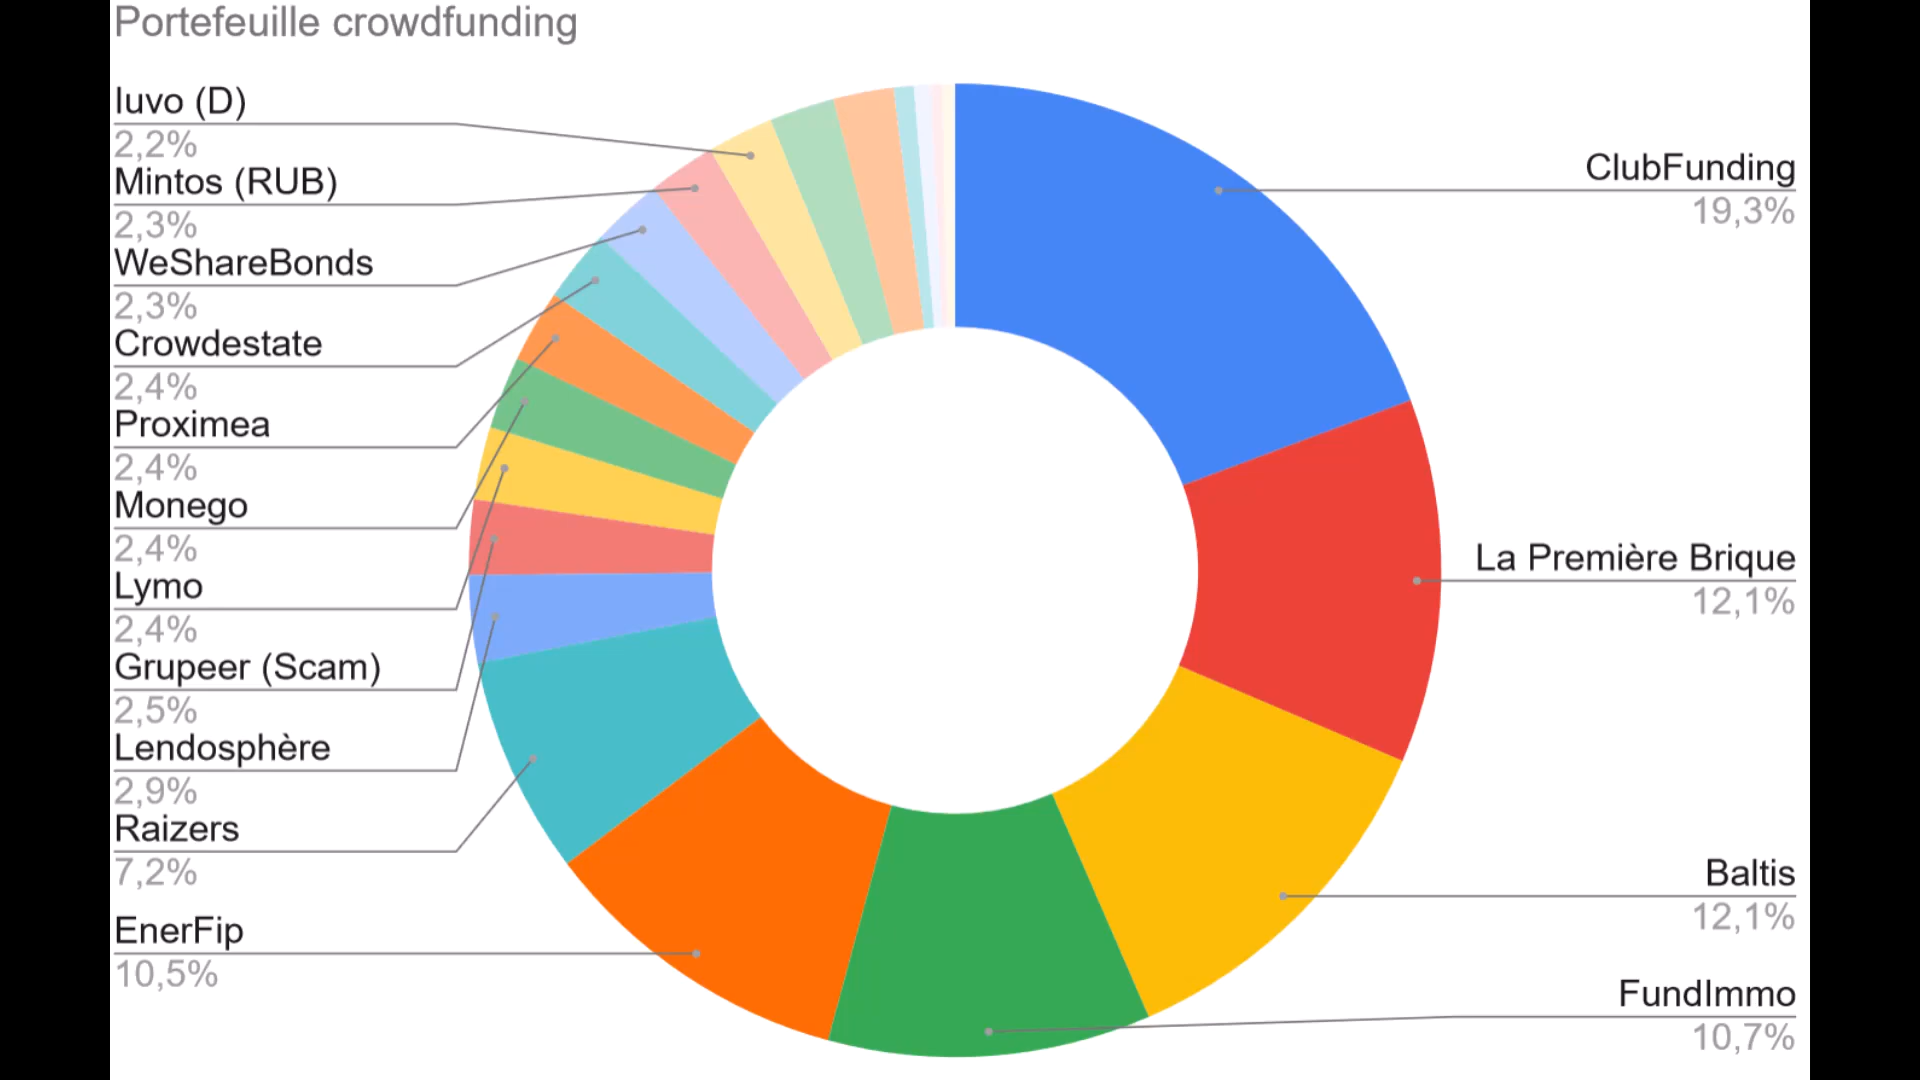 Portefeuille crowdfunding
Iuvo (D)
2,2%
Mintos (RUB)
2,3%
WeShareBonds
2,3%
Crowdestate
2,4%
Proximea
2,4%
Monego
2,4%
Lymo
2,4%
Grupeer (Scam)
2,5%
Lendosphère
2,9%
Raizers
7,2%
EnerFip
10,5%
ClubFunding
19,3%
La Première Brique
12,1%
Baltis
12,1%
FundImmo
10,7%